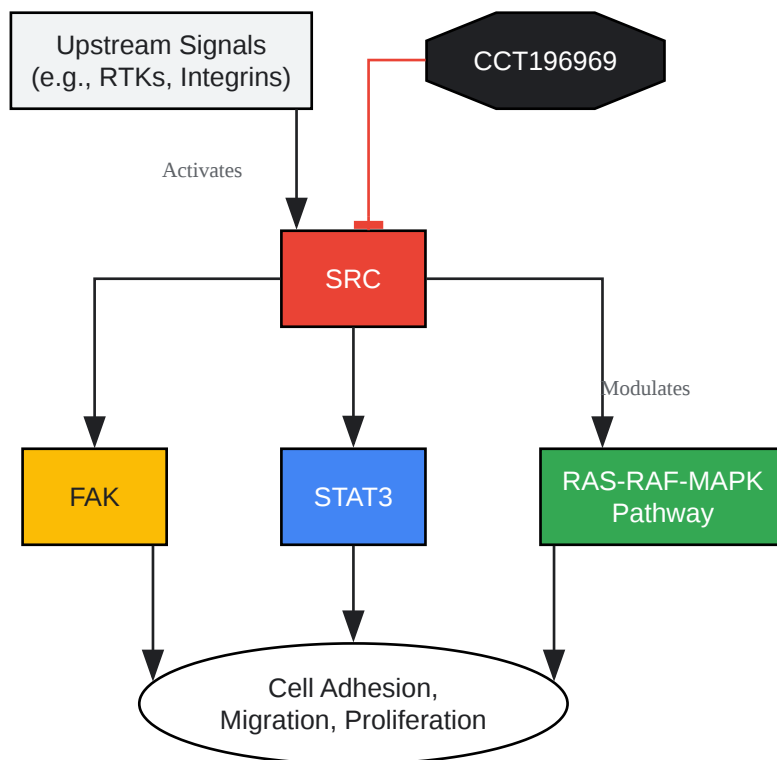 Upstream Signals
(e.g., RTKs, Integrins)
CCT196969
Activates
SRC
Modulates
FAK
STAT3
RAS-RAF-MAPK
Pathway
Cell Adhesion,
Migration, Proliferation